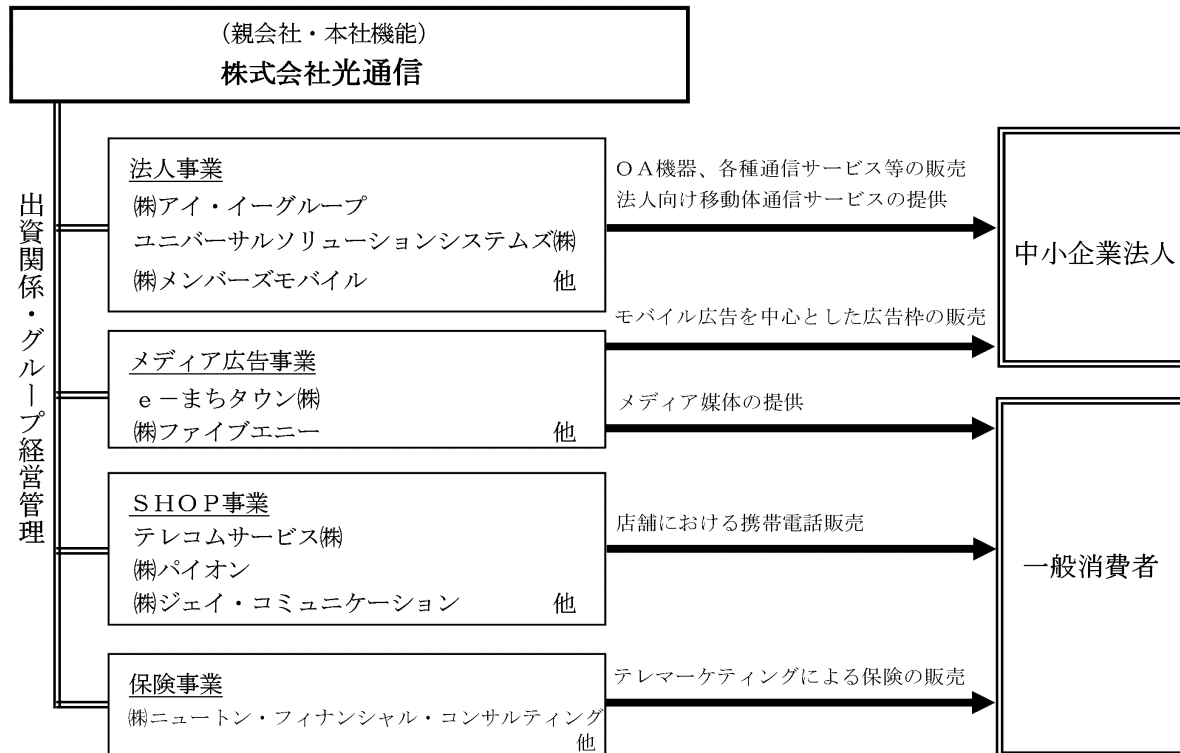 (親会社・本社機能)
株式会社光通信
出資関係・グループ経営管理
法人事業
㈱アイ・イーグループ
ユニバーサルソリューションシステムズ㈱
㈱メンバーズモバイル 他
OA機器、各種通信サービス等の販売
法人向け移動体通信サービスの提供
中小企業法人
メディア広告事業
e－まちタウン㈱
㈱ファイブエニー 他
モバイル広告を中心とした広告枠の販売
メディア媒体の提供
SHOP事業
テレコムサービス㈱
㈱パイオン
㈱ジェイ・コミュニケーション 他
店舗における携帯電話販売
一般消費者
保険事業
㈱ニュートン・フィナンシャル・コンサルティング
他
テレマーケティングによる保険の販売